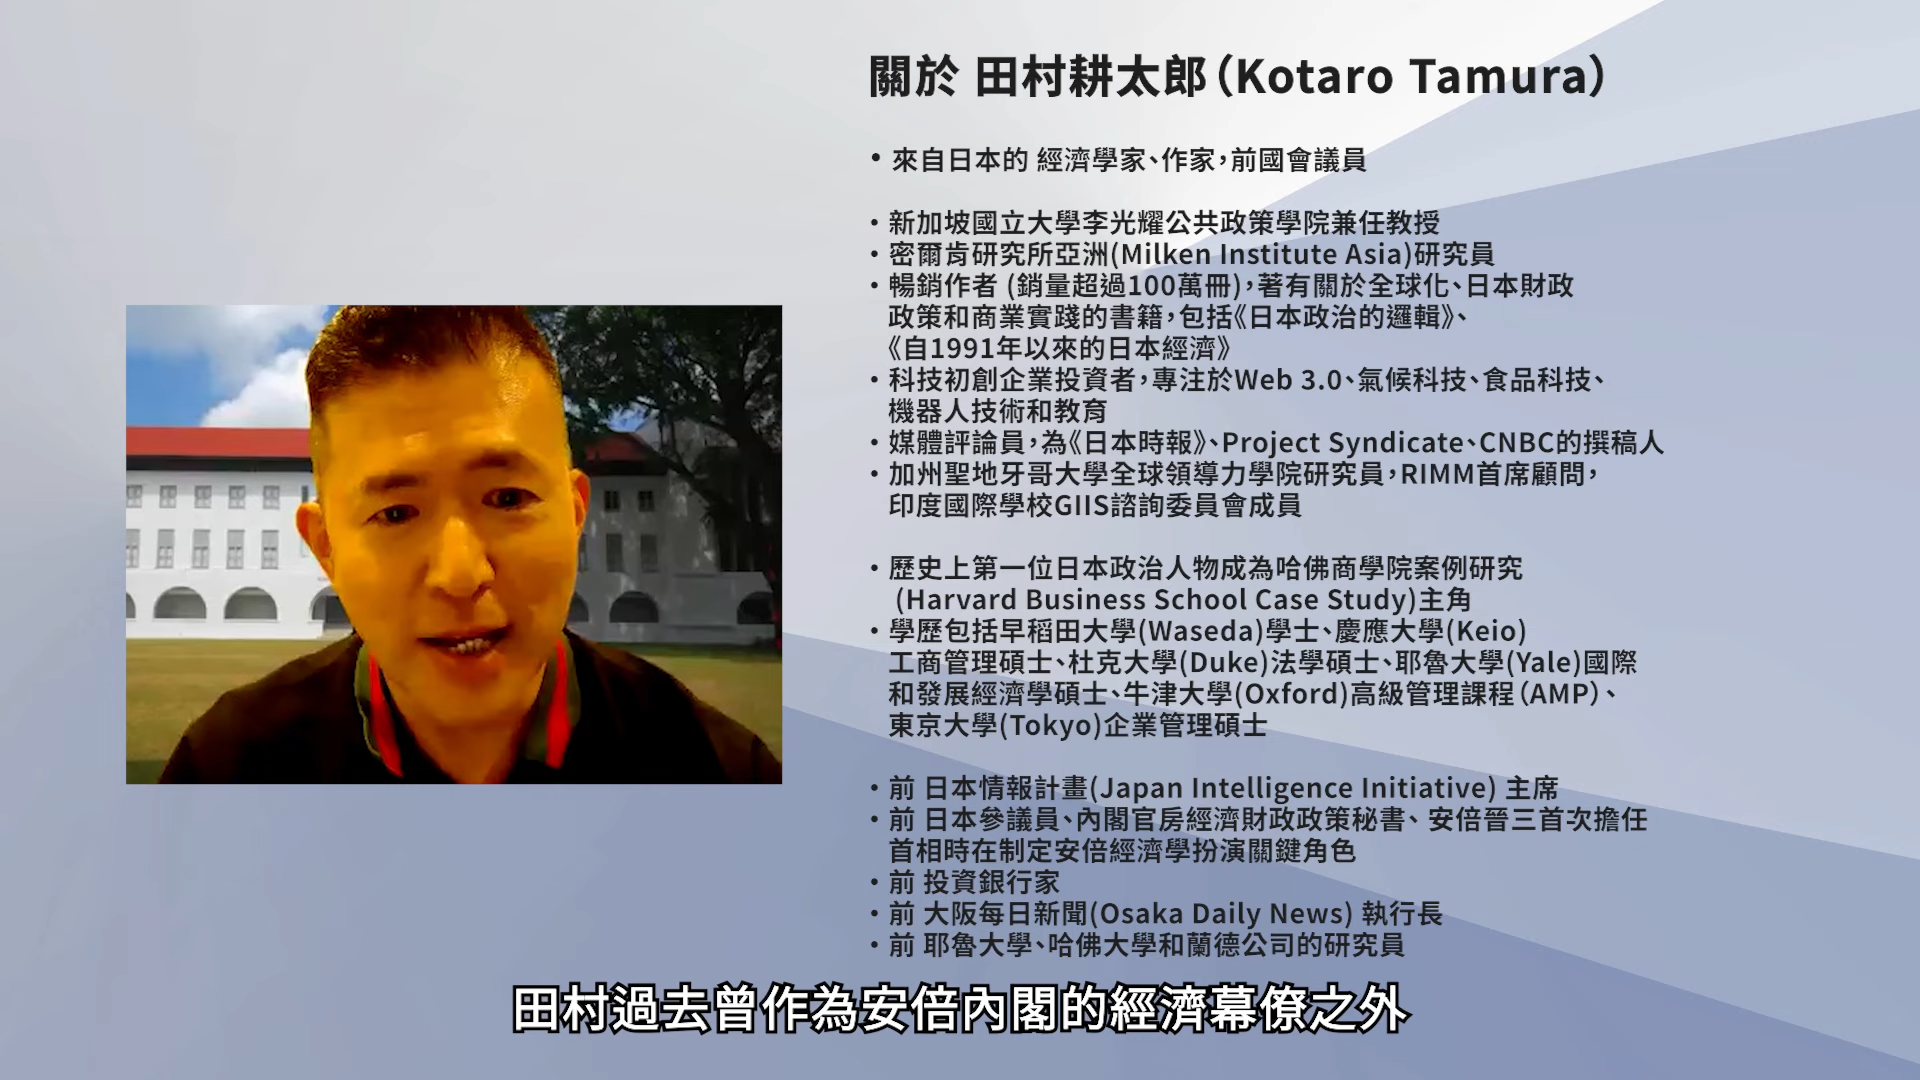 關於 田村耕太郎（Kotaro Tamura）
• 來自日本的 經濟學家、作家，前國會議員
• 新加坡國立大學李光耀公共政策學院兼任教授
• 密爾肯研究所亞洲(Milken Institute Asia)研究員
• 暢銷作者 (銷量超過100萬冊)，著有關於全球化、日本財政
政策和商業實踐的書籍，包括《日本政治的邏輯》、
《自1991年以來的日本經濟》
• 科技初創企業投資者，專注於Web 3.0、氣候科技、食品科技、
機器人技術和教育
• 媒體評論員，為《日本時報》、Project Syndicate、CNBC的撰稿人
• 加州聖地牙哥大學全球領導力學院研究員，RIMM首席顧問，
印度國際學校GIIS諮詢委員會成員
• 歷史上第一位日本政治人物成為哈佛商學院案例研究
(Harvard Business School Case Study)主角
• 學歷包括早稻田大學(Waseda)學士、慶應大學(Keio)
工商管理碩士、杜克大學(Duke)法學碩士、耶魯大學(Yale)國際
和發展經濟學碩士、牛津大學(Oxford)高級管理課程（AMP）、
東京大學(Tokyo)企業管理碩士
• 前 日本情報計畫(Japan Intelligence Initiative) 主席
• 前 日本參議員、內閣官房經濟財政政策秘書、 安倍晉三首次擔任
首相時在制定安倍經濟學扮演關鍵角色
• 前 投資銀行家
• 前 大阪每日新聞(Osaka Daily News) 執行長
• 前 耶魯大學、哈佛大學和蘭德公司的研究員
田村過去曾作為安倍內閣的經濟幕僚之外